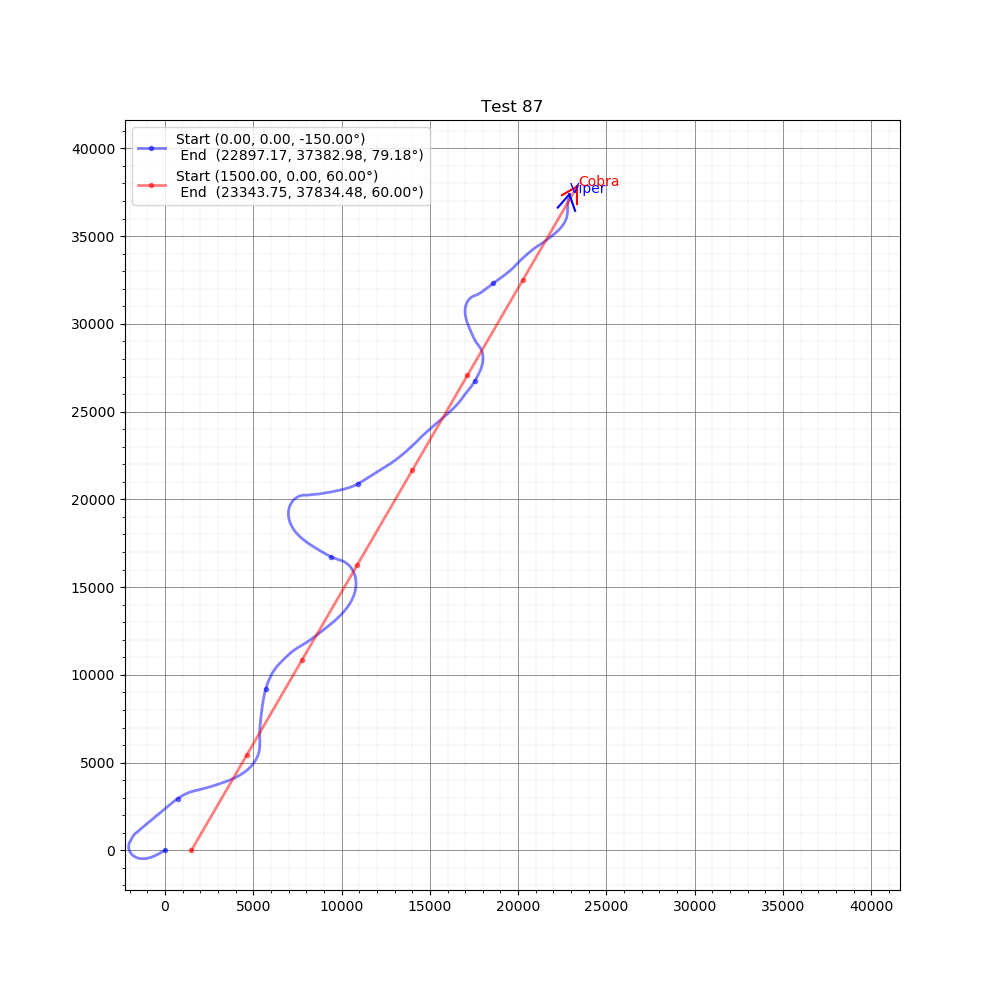 Test 87
Start (0.00, 0.00, -150.00°)
End (22897.17, 37382.98, 79.18°)
Start (1500.00, 0.00, 60.00°)
End (23343.75, 37834.48, 60.00°)
Cobra
Viper
40000
35000
30000
25000
20000
15000
10000
5000
0
0 5000 10000 15000 20000 25000 30000 35000 40000